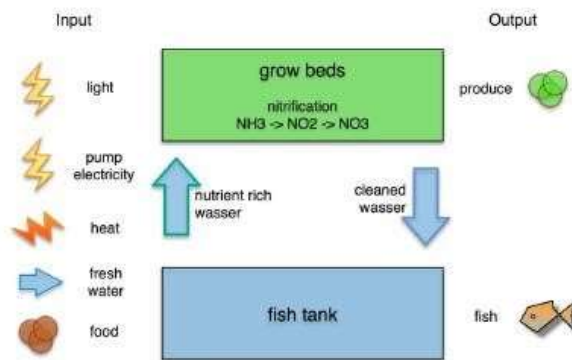 Input
Output
light
pump
electricity
heat
fresh
water
food
grow beds
nitrification
NH3 -> NO2 -> NO3
nutrient rich
wasser
cleaned
wasser
fish tank
produce
fish